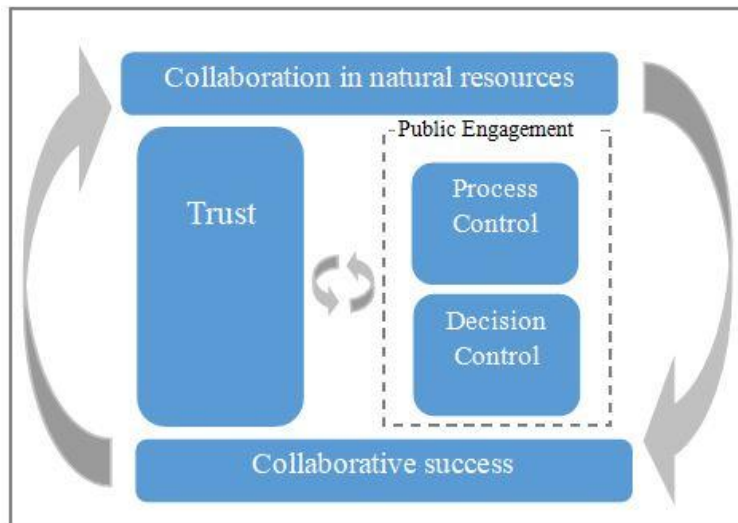 Collaboration in natural resources
Public Engagement
Trust
Process
Control
Decision
Control
Collaborative success